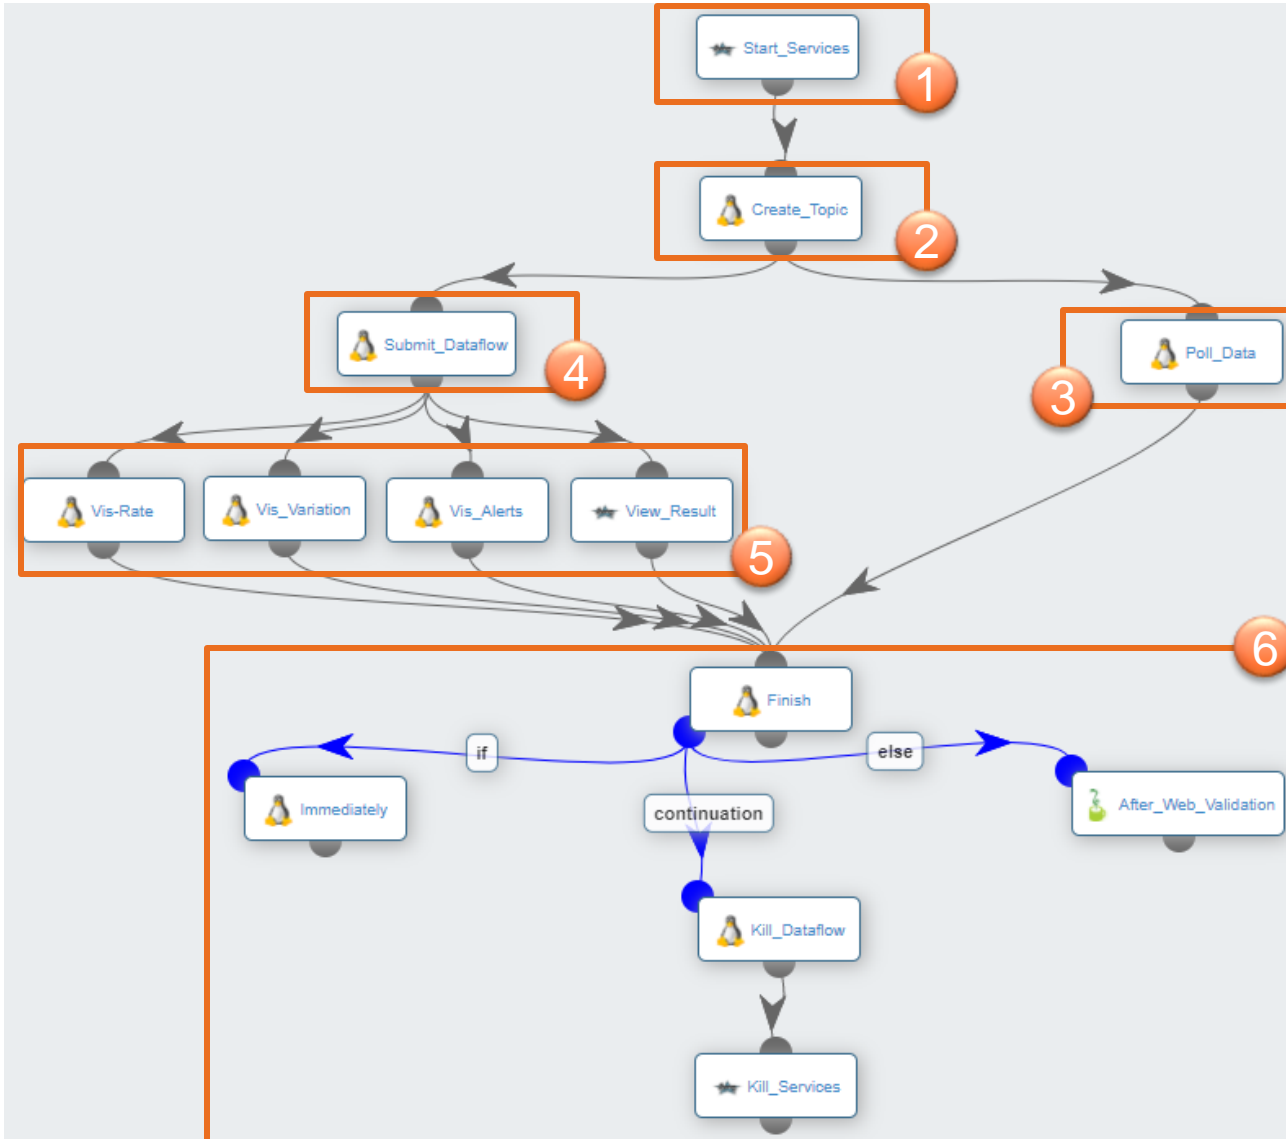 Start_Services
1
Create_Topic
2
Submit_Dataflow
4
Poll_Data
3
Vis-Rate
Vis_Variation
Vis_Alerts
View_Result
5
6
Finish
if
else
Immediately
continuation
After_Web_Validation
Kill_Dataflow
Kill_Services